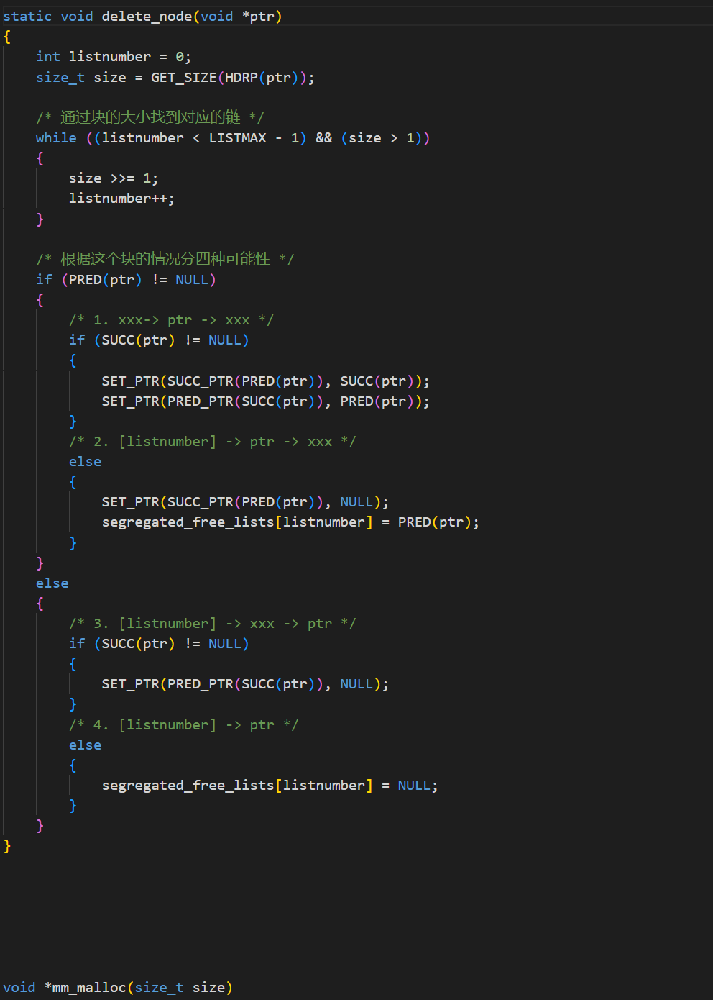 static void delete_node(void *ptr)
{
    int listnumber = 0;
    size_t size = GET_SIZE(HDRP(ptr));
    /* 通过块的大小找到对应的链 */
    while ((listnumber < LISTMAX - 1) && (size > 1))
    {
        size >>= 1;
        listnumber++;
    }
    /* 根据这个块的情况分四种可能性 */
    if (PRED(ptr) != NULL)
    {
        /* 1. xxx-> ptr -> xxx */
        if (SUCC(ptr) != NULL)
        {
            SET_PTR(SUCC_PTR(PRED(ptr)), SUCC(ptr));
            SET_PTR(PRED_PTR(SUCC(ptr)), PRED(ptr));
        }
        /* 2. [listnumber] -> ptr -> xxx */
        else
        {
            SET_PTR(SUCC_PTR(PRED(ptr)), NULL);
            segregated_free_lists[listnumber] = PRED(ptr);
        }
    }
    else
    {
        /* 3. [listnumber] -> xxx -> ptr */
        if (SUCC(ptr) != NULL)
        {
            SET_PTR(PRED_PTR(SUCC(ptr)), NULL);
        }
        /* 4. [listnumber] -> ptr */
        else
        {
            segregated_free_lists[listnumber] = NULL;
        }
    }
}
void *mm_malloc(size_t size)